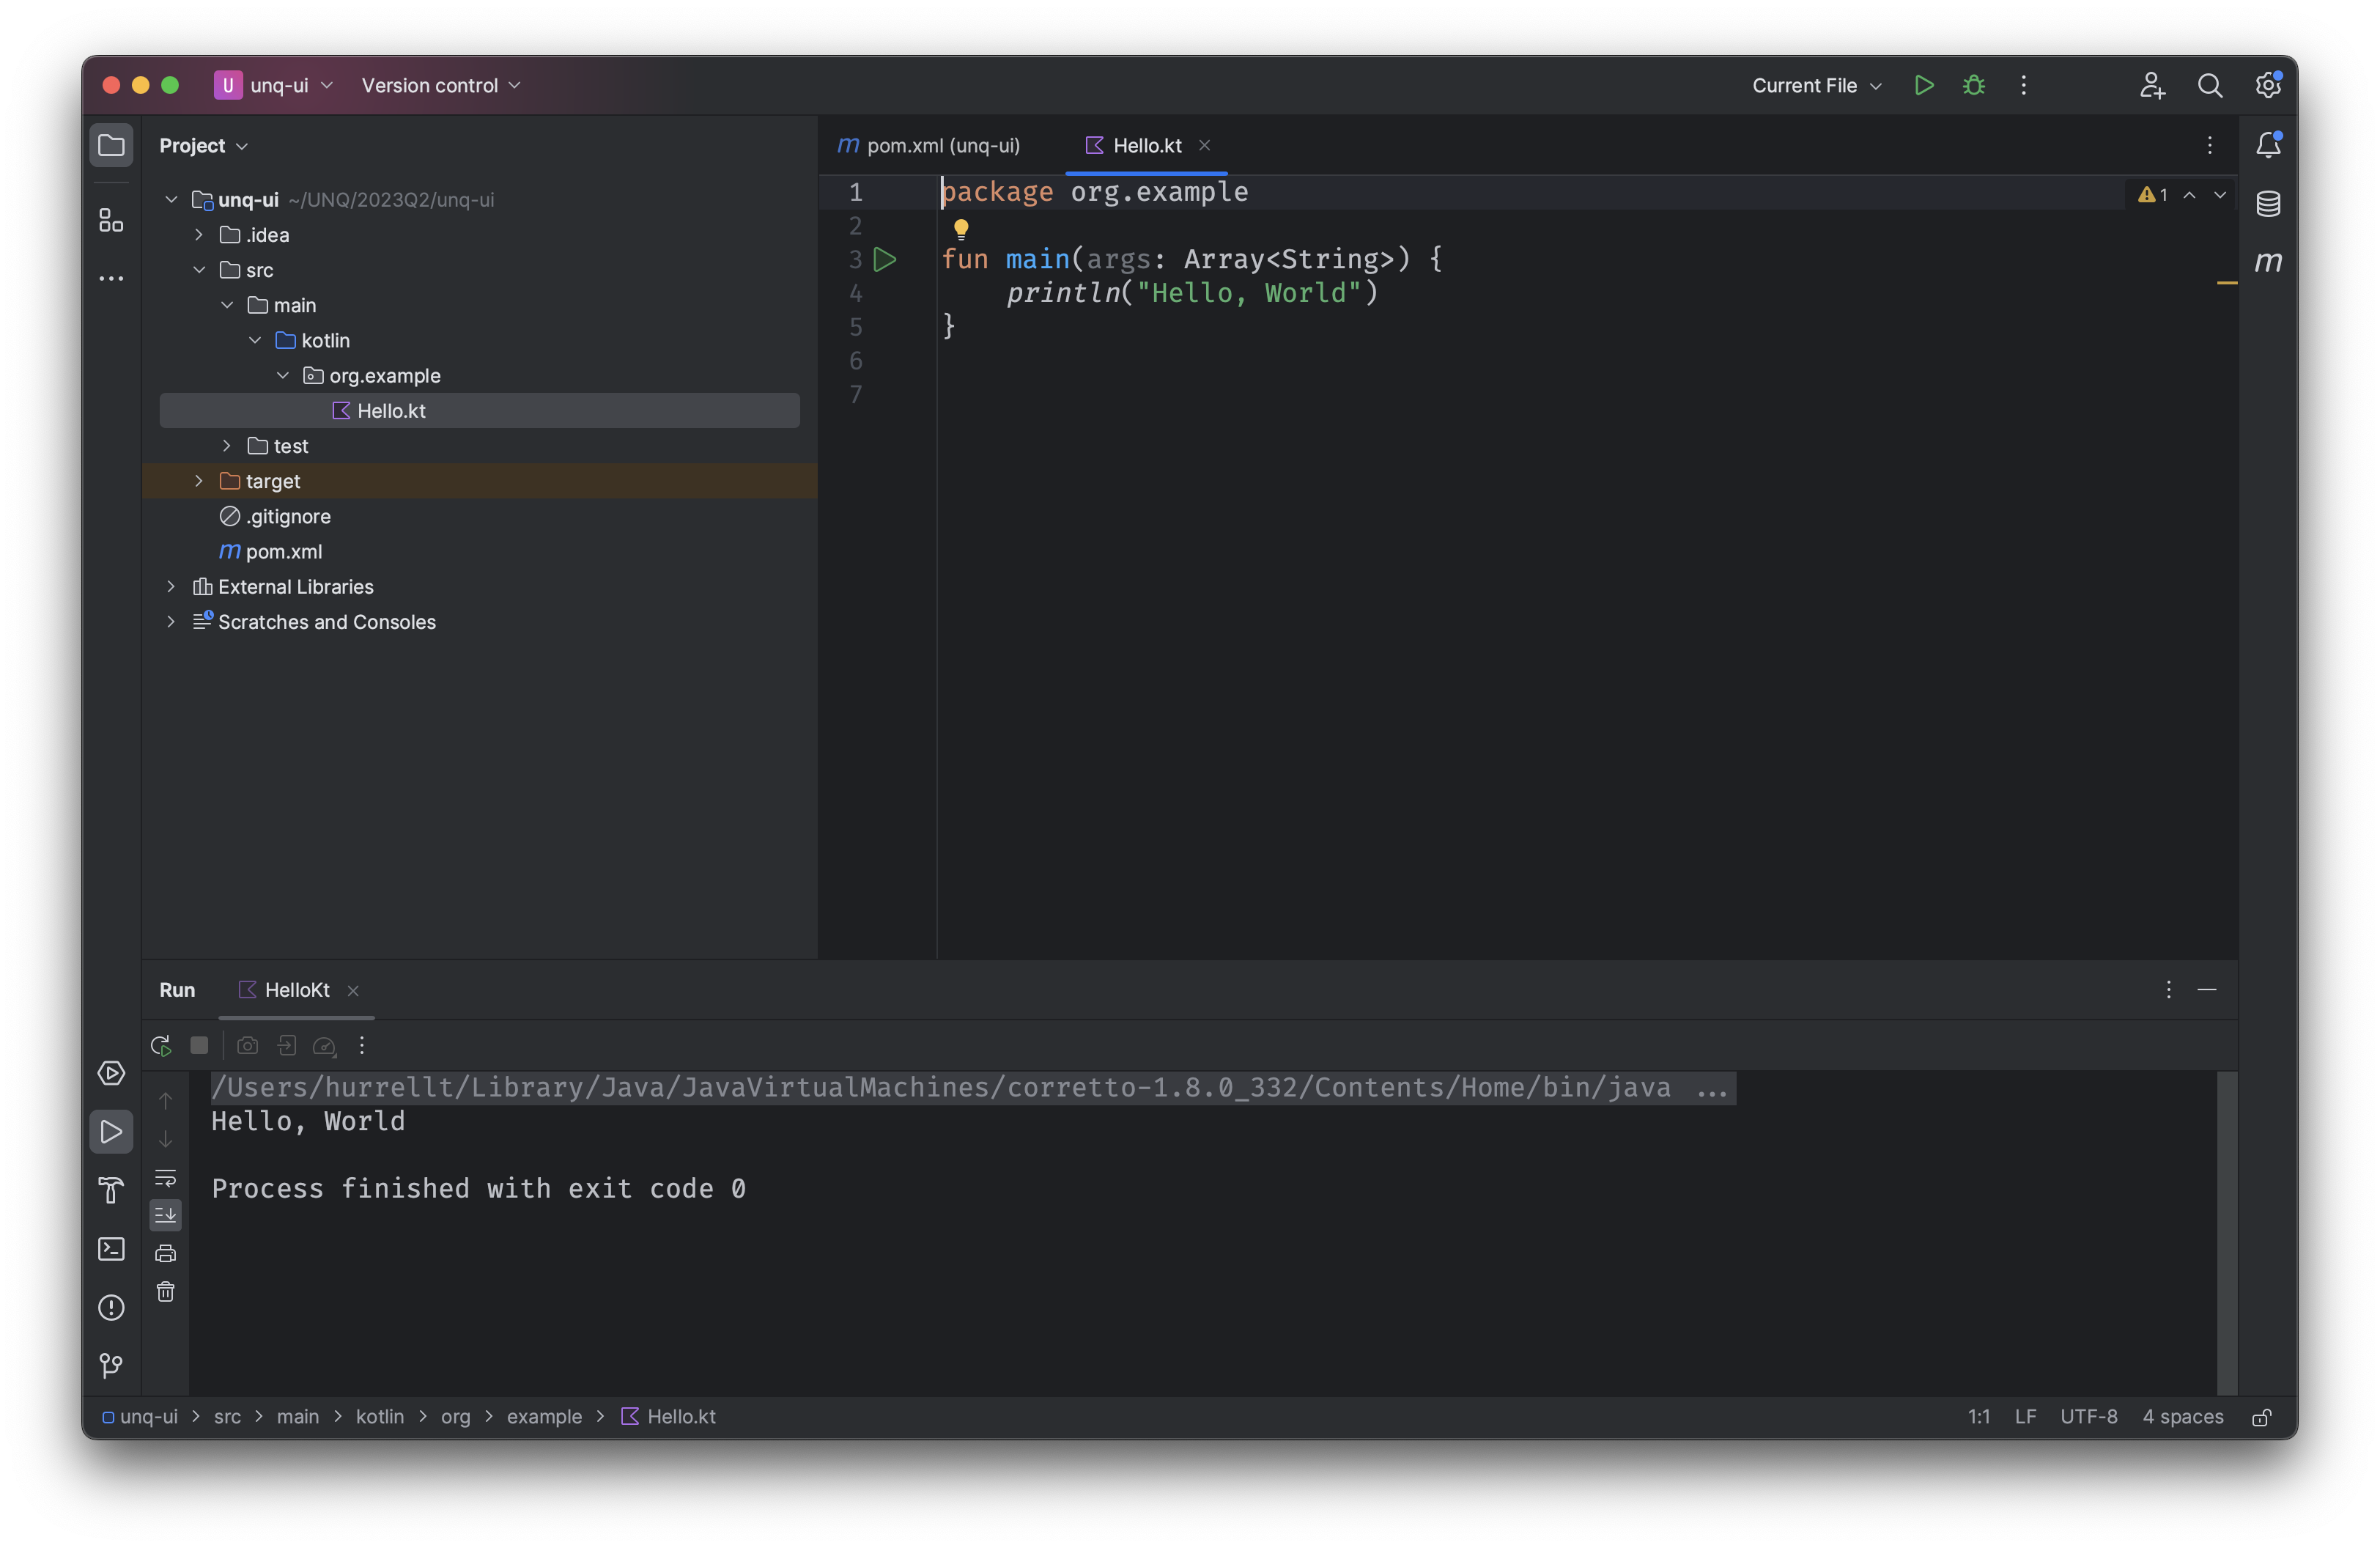 U unq-ui Version control Current File
Project
unq-ui ~/UNQ/2023Q2/unq-ui
.idea
src
main
kotlin
org.example
Hello.kt
test
target
.gitignore
m pom.xml
External Libraries
Scratches and Consoles
m pom.xml (unq-ui) Hello.kt
1 package org.example
2
3 fun main(args: Array<String>) {
4 println("Hello, World")
5 }
6
7
1
m
Run HelloKt
/Users/hurrellt/Library/Java/JavaVirtualMachines/corretto-1.8.0_332/Contents/Home/bin/java ...
Hello, World
Process finished with exit code 0
unq-ui > src > main > kotlin > org > example > Hello.kt 1:1 LF UTF-8 4 spaces